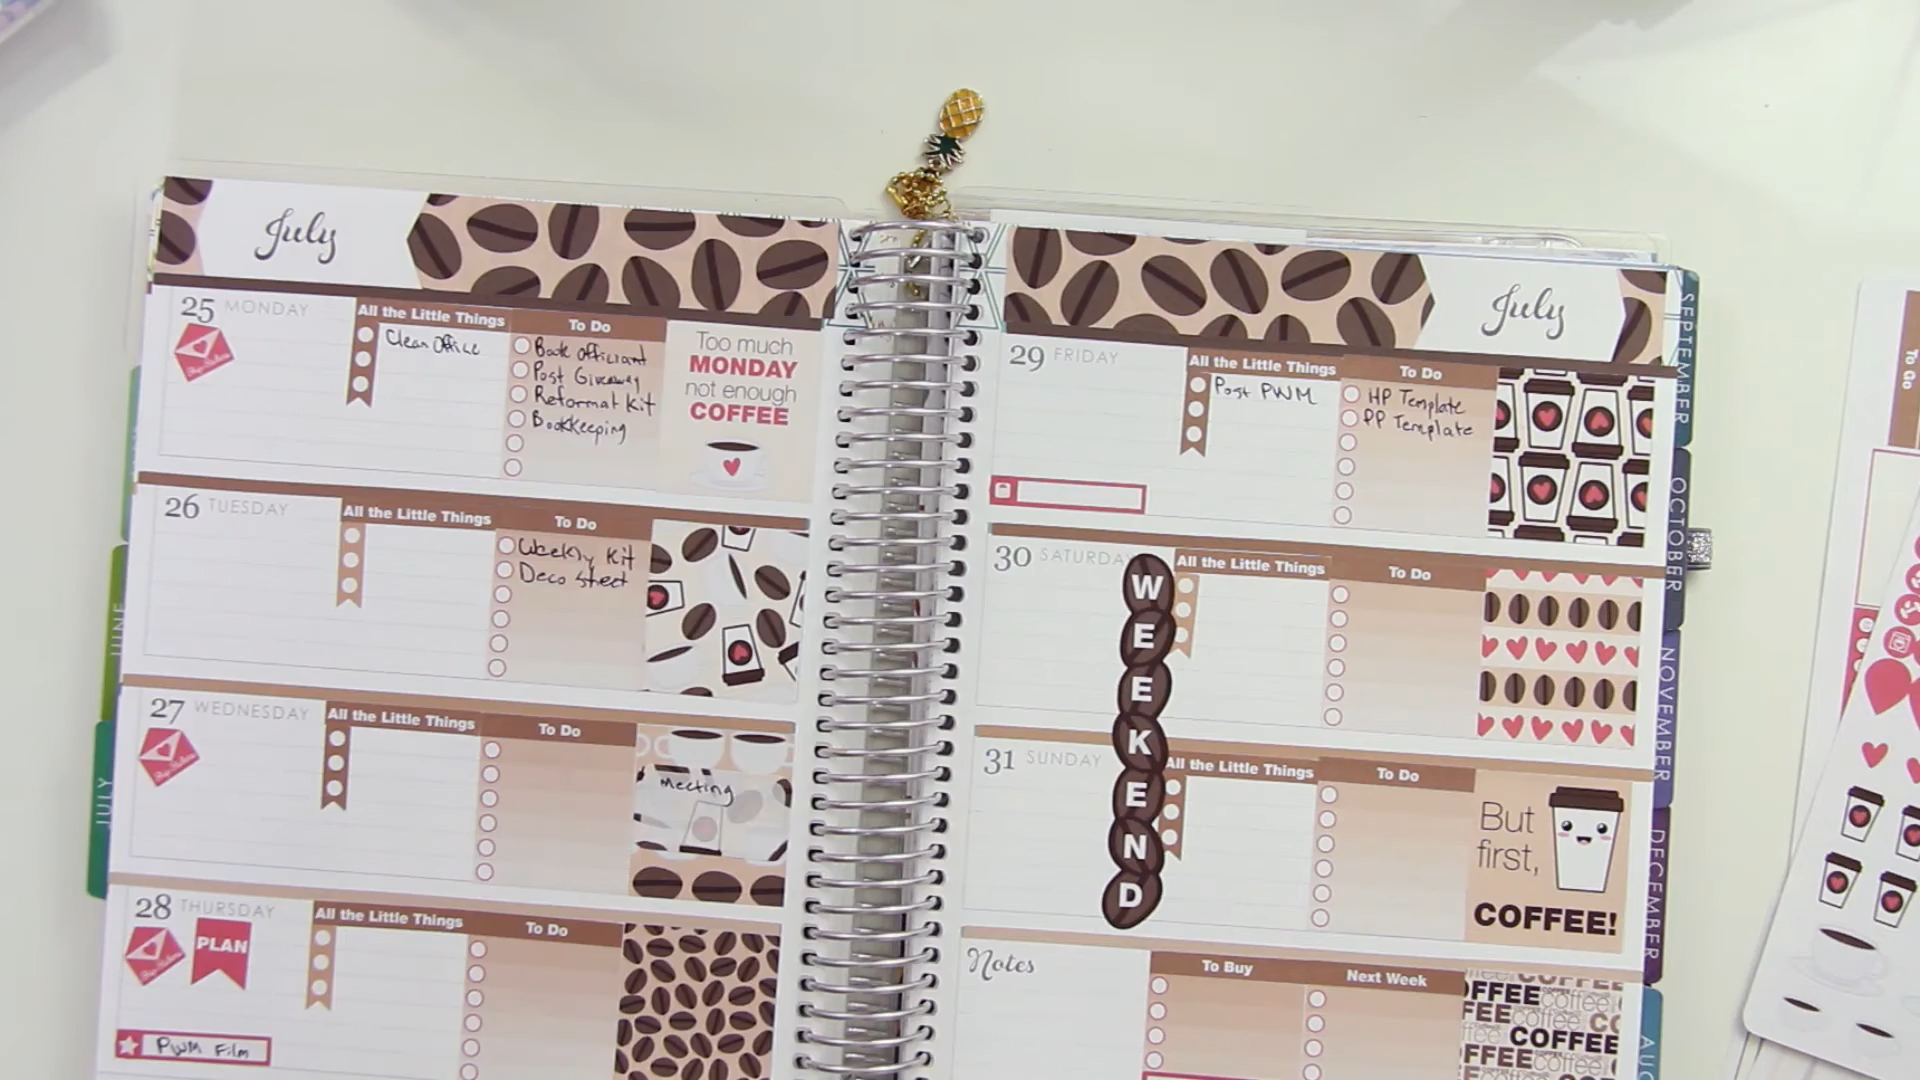 July
25 MONDAY
All the Little Things
Clean Office
To Do
Book officiant
Post Giveaway
Reformat Kit
Bookkeeping
Too much
MONDAY
not enough
COFFEE
26 TUESDAY
All the Little Things
To Do
Weekly Kit
Deco Sheet
27 WEDNESDAY
All the Little Things
To Do
Meeting
28 THURSDAY
PLAN
All the Little Things
To Do
PWM Film
July
29 FRIDAY
All the Little Things
Post PWM
To Do
HP Template
PP Template
30 SATURDAY
All the Little Things
To Do
WEEKEND
31 SUNDAY
All the Little Things
To Do
But
first,
COFFEE!
Notes
To Buy
Next Week
COFFEE
JUNE
JULY
SEPTEMBER
OCTOBER
NOVEMBER
DECEMBER
To Go